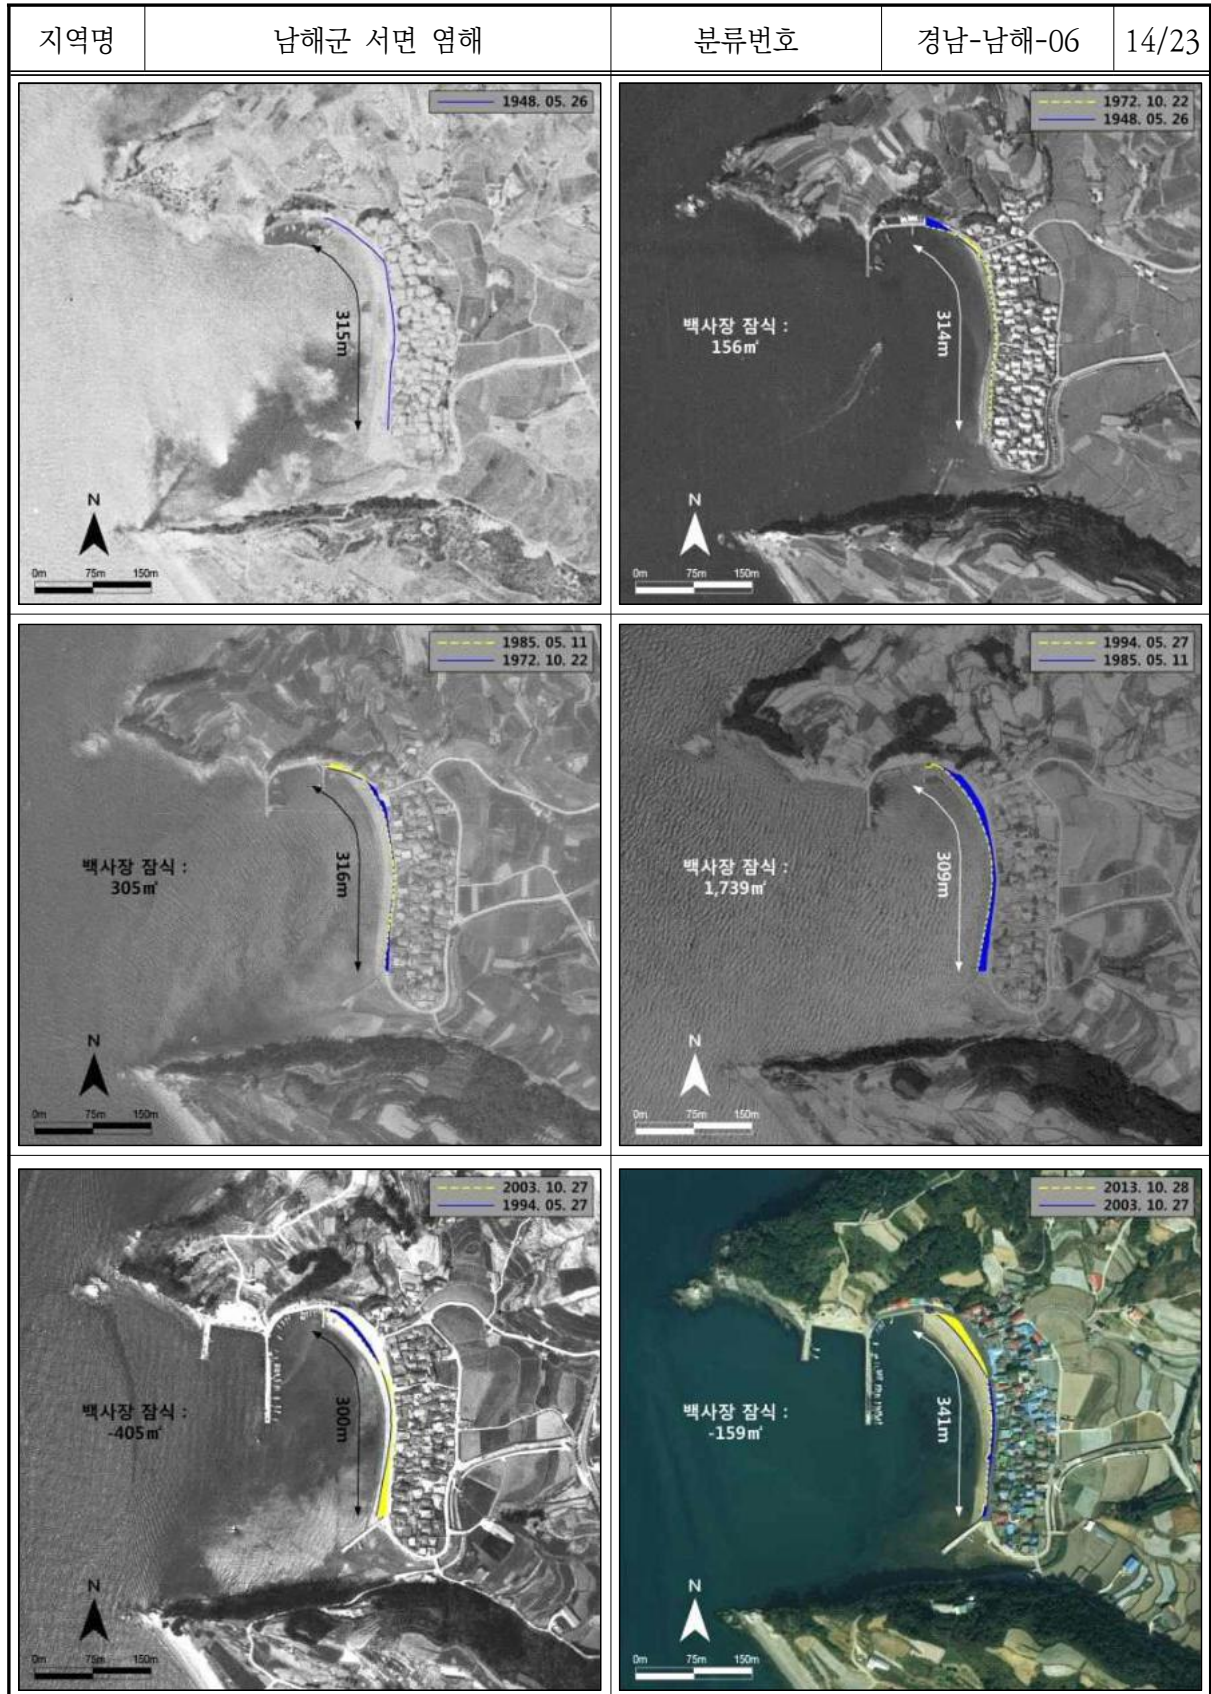 지역명 남해군 서면 염해 분류번호 경남-남해-06 14/23
1948. 05. 26
315m
N
0m 75m 150m
1972. 10. 22
1948. 05. 26
314m
백사장 잠식 :
156㎡
N
0m 75m 150m
1985. 05. 11
1972. 10. 22
316m
백사장 잠식 :
305㎡
N
0m 75m 150m
1994. 05. 27
1985. 05. 11
309m
백사장 잠식 :
1,739㎡
N
0m 75m 150m
2003. 10. 27
1994. 05. 27
300m
백사장 잠식 :
-405㎡
N
0m 75m 150m
2013. 10. 28
2003. 10. 27
341m
백사장 잠식 :
-159㎡
N
0m 75m 150m